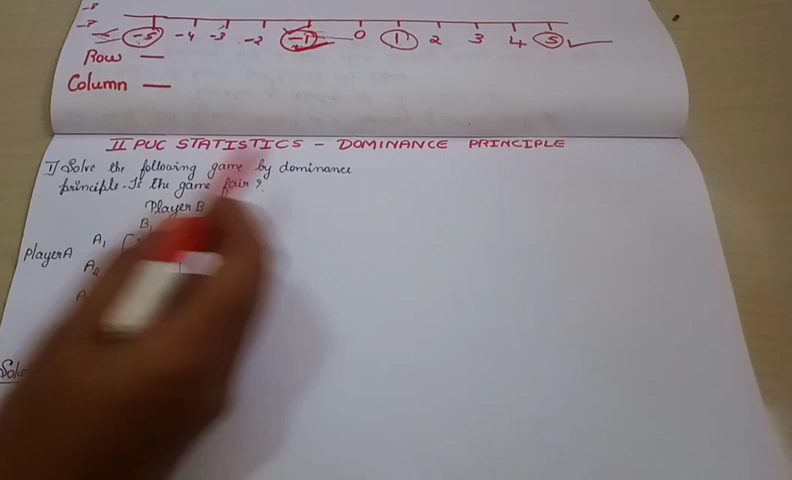 -5 -4 -3 -2 -1 0 1 2 3 4 5
Row —
Column —
II PUC STATISTICS - DOMINANCE PRINCIPLE
1) Solve the following game by dominance
principle. Is the game fair?
Player B
B1
Player A A1
A2
A